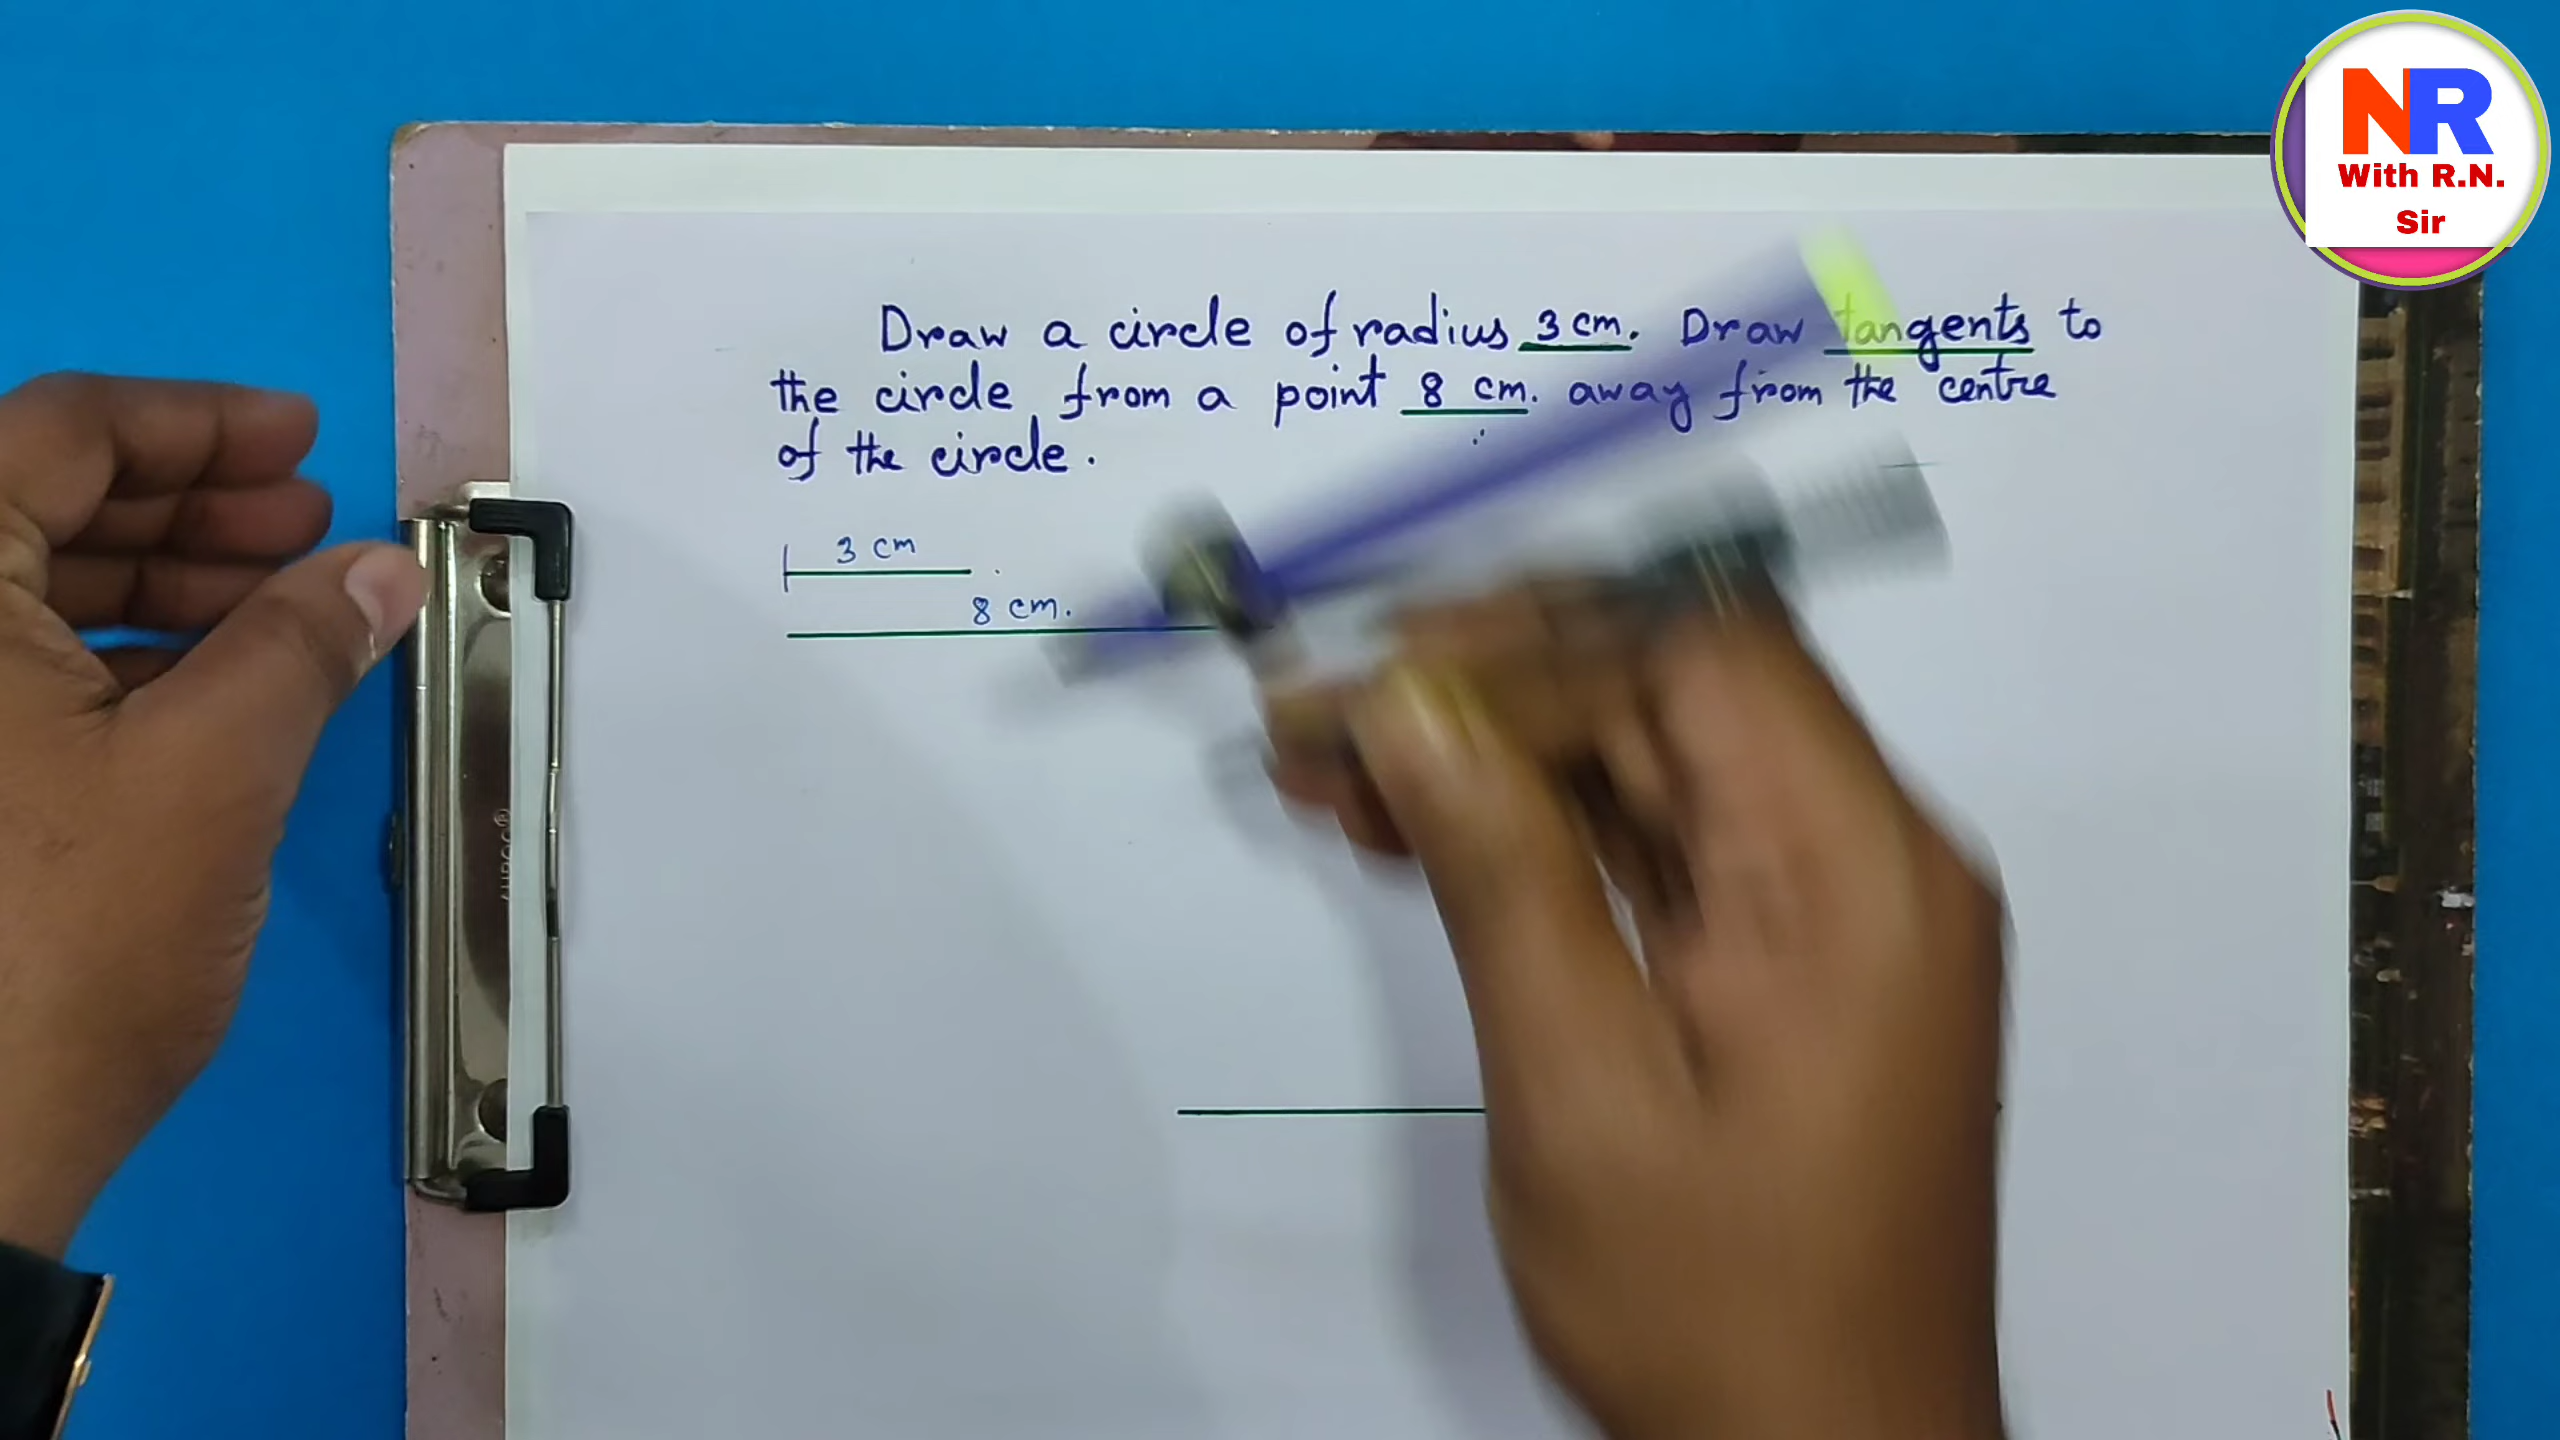 NR
With R.N.
Sir
Draw a circle of radius 3 cm. Draw tangents to
the circle from a point 8 cm. away from the centre
of the circle.
3 cm
8 cm.